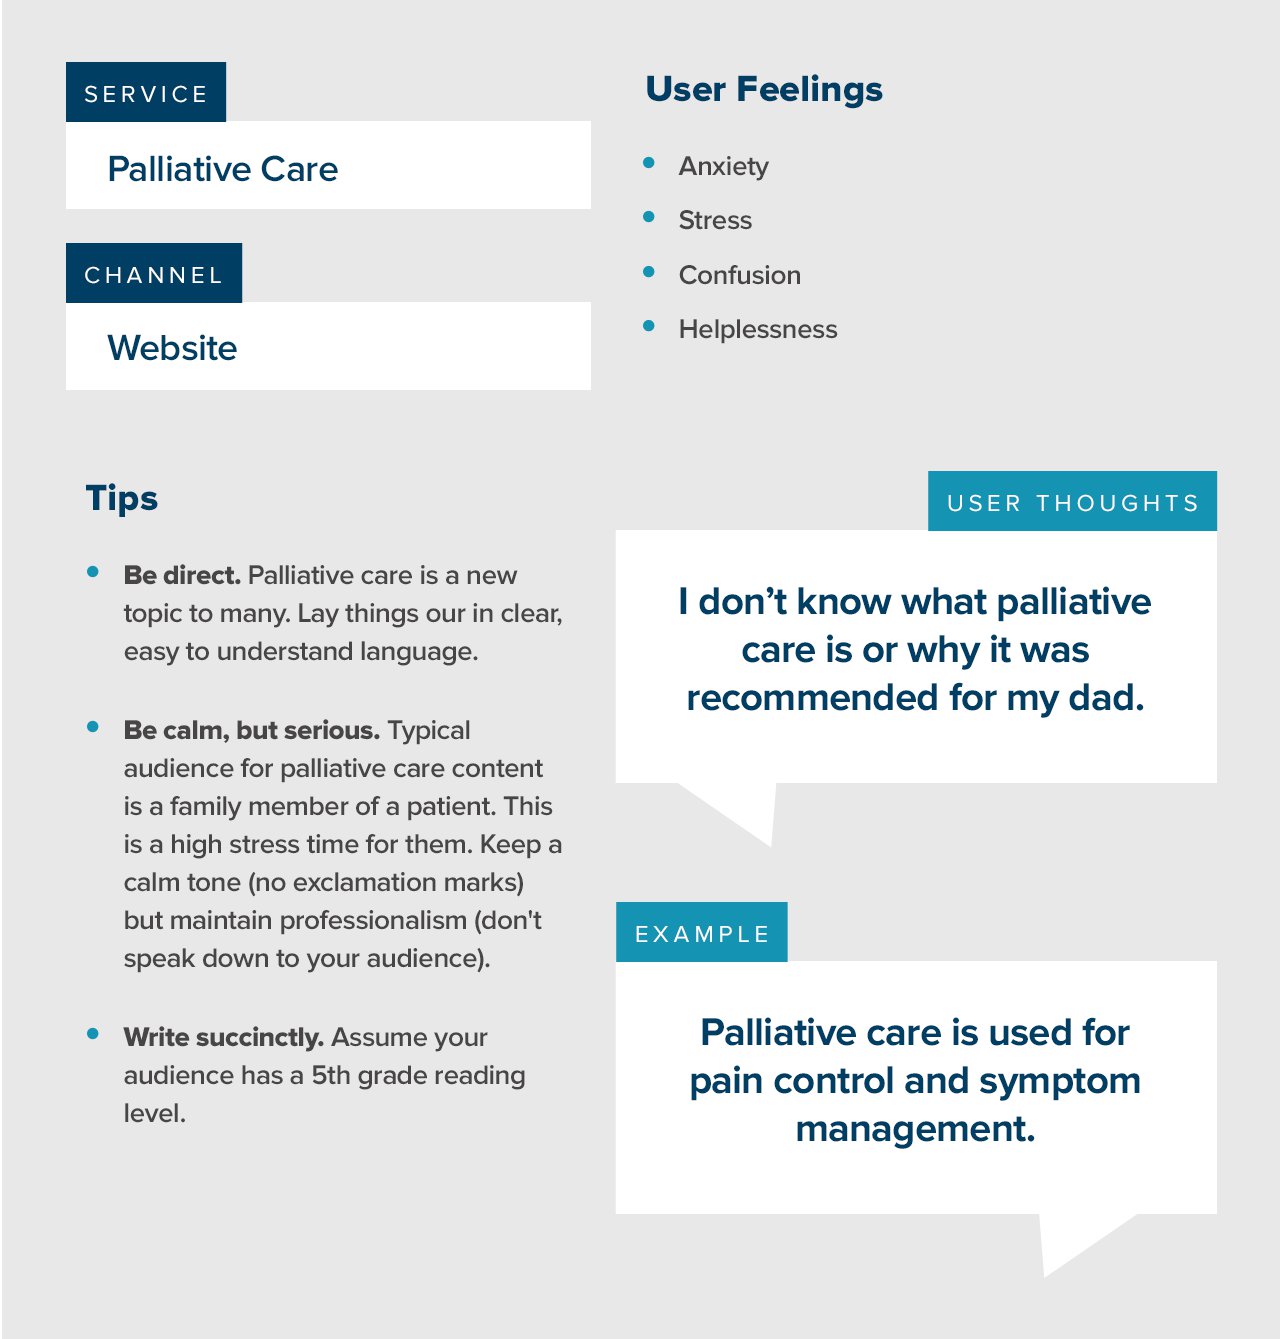 SERVICE
Palliative Care
CHANNEL
Website
User Feelings
Anxiety
Stress
Confusion
Helplessness
Tips
Be direct. Palliative care is a new
topic to many. Lay things our in clear,
easy to understand language.
Be calm, but serious. Typical
audience for palliative care content
is a family member of a patient. This
is a high stress time for them. Keep a
calm tone (no exclamation marks)
but maintain professionalism (don't
speak down to your audience).
Write succinctly. Assume your
audience has a 5th grade reading
level.
USER THOUGHTS
I don’t know what palliative
care is or why it was
recommended for my dad.
EXAMPLE
Palliative care is used for
pain control and symptom
management.